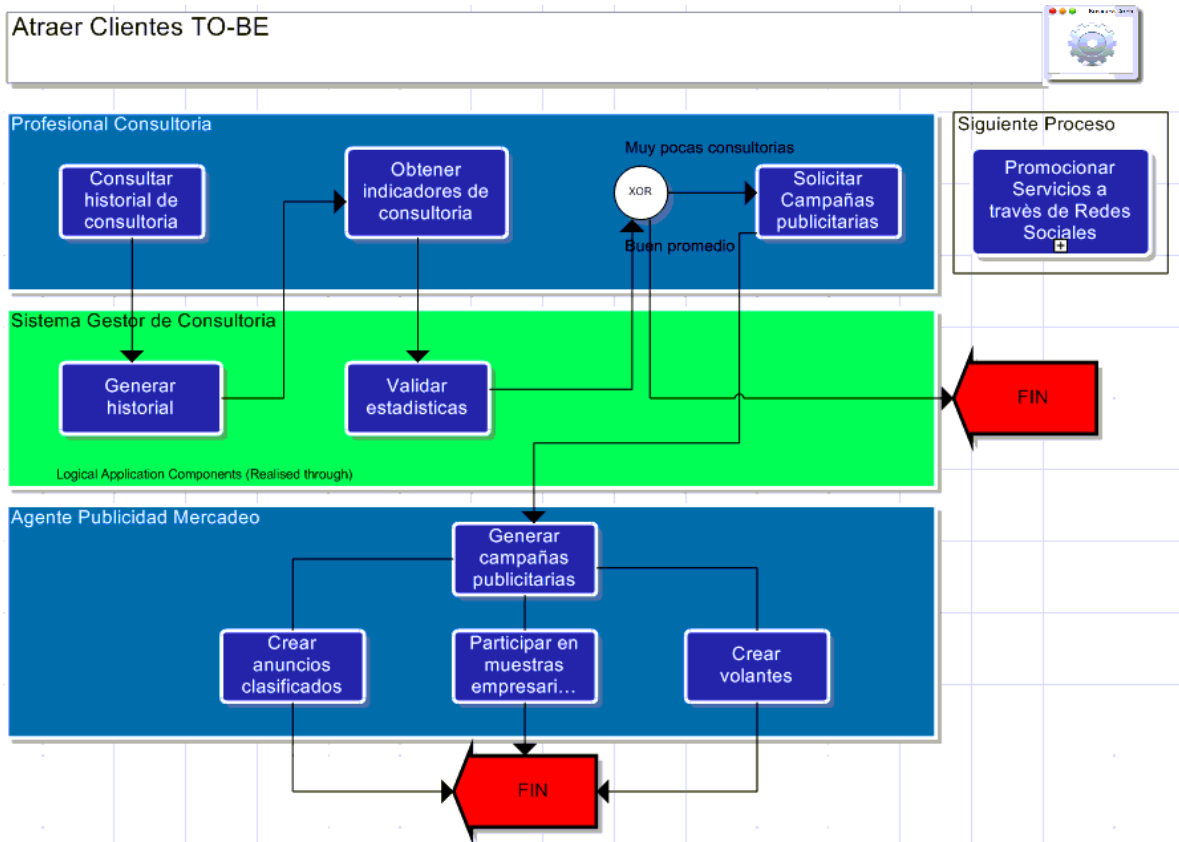 Atraer Clientes TO-BE
Profesional Consultoria
Consultar
historial de
consultoria
Obtener
indicadores de
consultoria
Muy pocas consultorias
XOR
Buen promedio
Solicitar
Campañas
publicitarias
Siguiente Proceso
Promocionar
Servicios a
travès de Redes
Sociales
Sistema Gestor de Consultoria
Generar
historial
Validar
estadisticas
FIN
Logical Application Components (Realised through)
Agente Publicidad Mercadeo
Generar
campañas
publicitarias
Crear
anuncios
clasificados
Participar en
muestras
empresari...
Crear
volantes
FIN